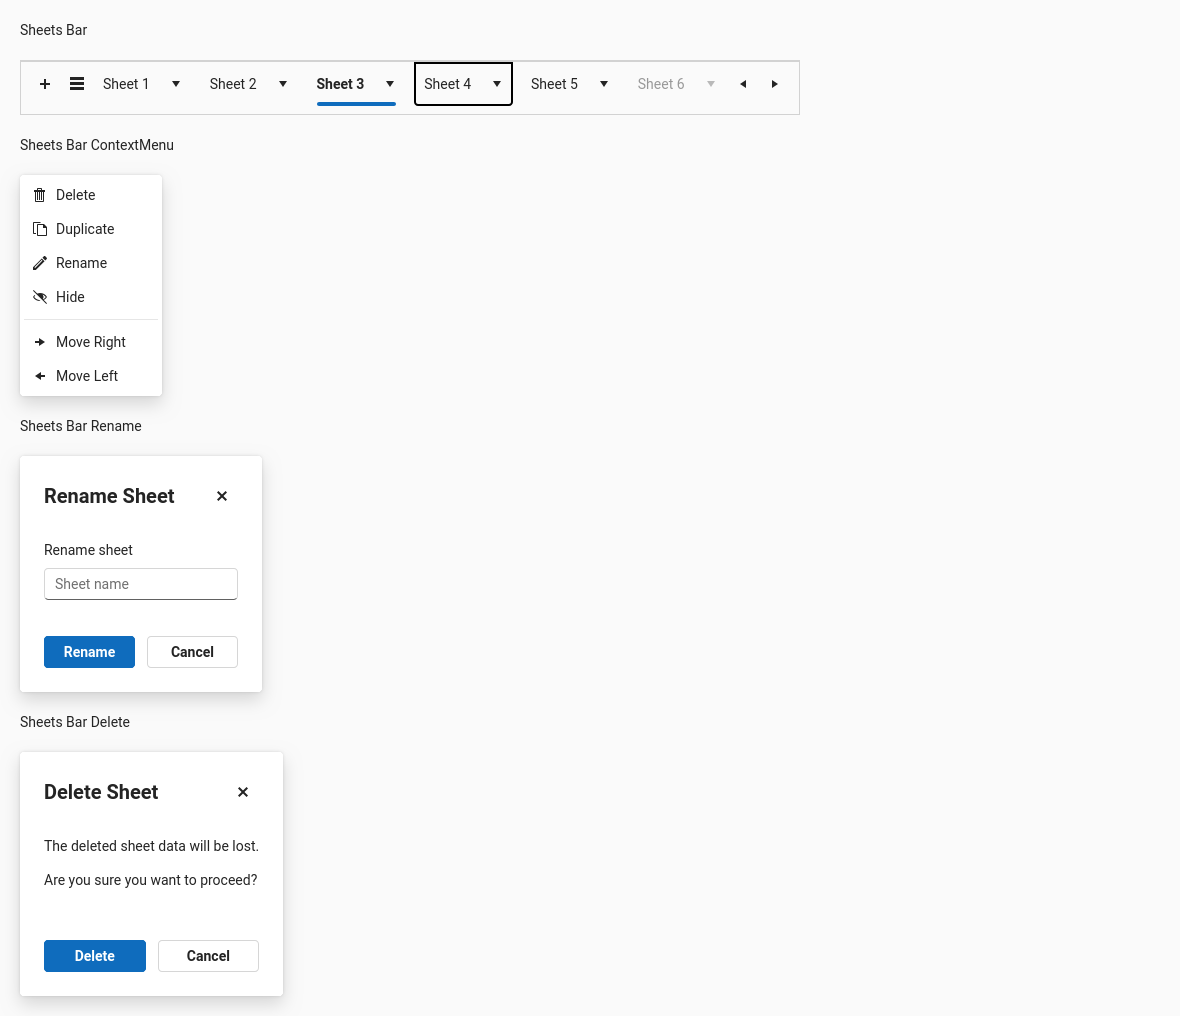 Sheets Bar
Sheet 1 Sheet 2 Sheet 3 Sheet 4 Sheet 5 Sheet 6
Sheets Bar ContextMenu
Delete
Duplicate
Rename
Hide
Move Right
Move Left
Sheets Bar Rename
Rename Sheet
Rename sheet
Sheet name
Rename Cancel
Sheets Bar Delete
Delete Sheet
The deleted sheet data will be lost.
Are you sure you want to proceed?
Delete Cancel